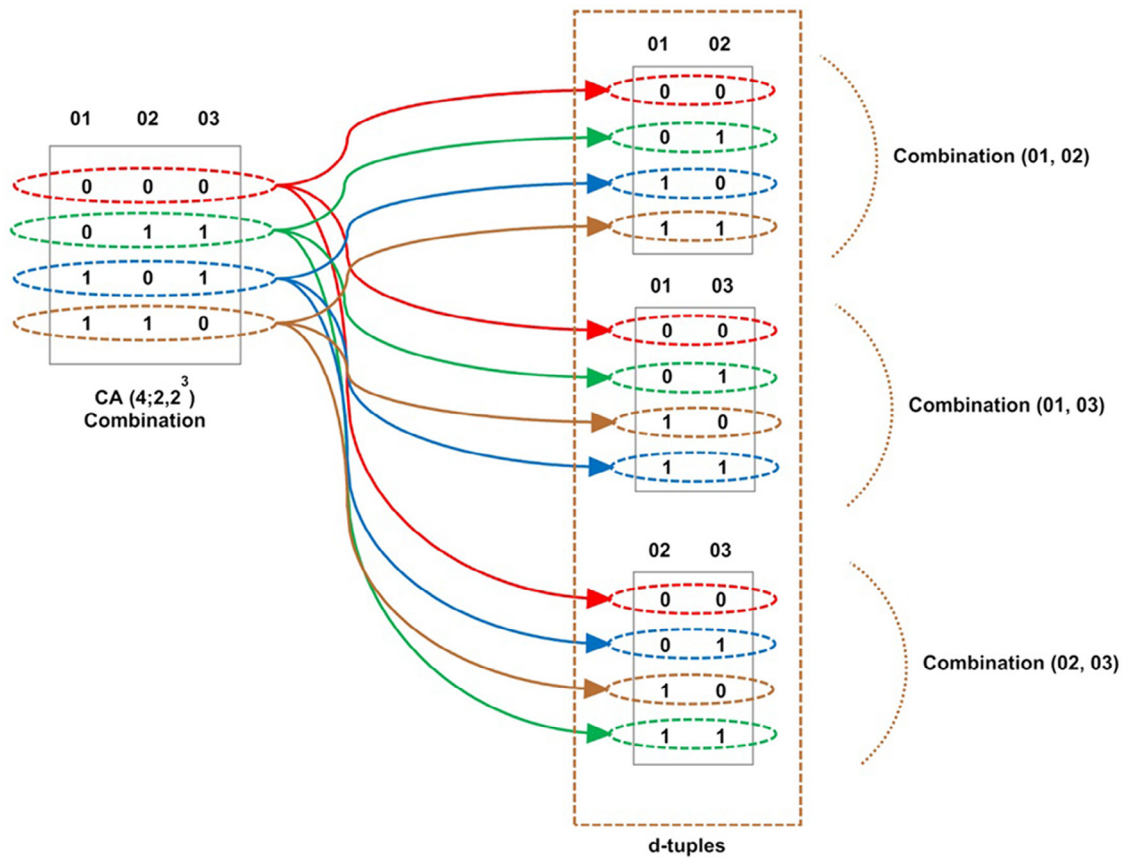 01 02 03
0 0 0
0 1 1
1 0 1
1 1 0
CA (4;2,2³)
Combination
01 02
0 0
0 1
1 0
1 1
Combination (01, 02)
01 03
0 0
0 1
1 0
1 1
Combination (01, 03)
02 03
0 0
0 1
1 0
1 1
Combination (02, 03)
d-tuples